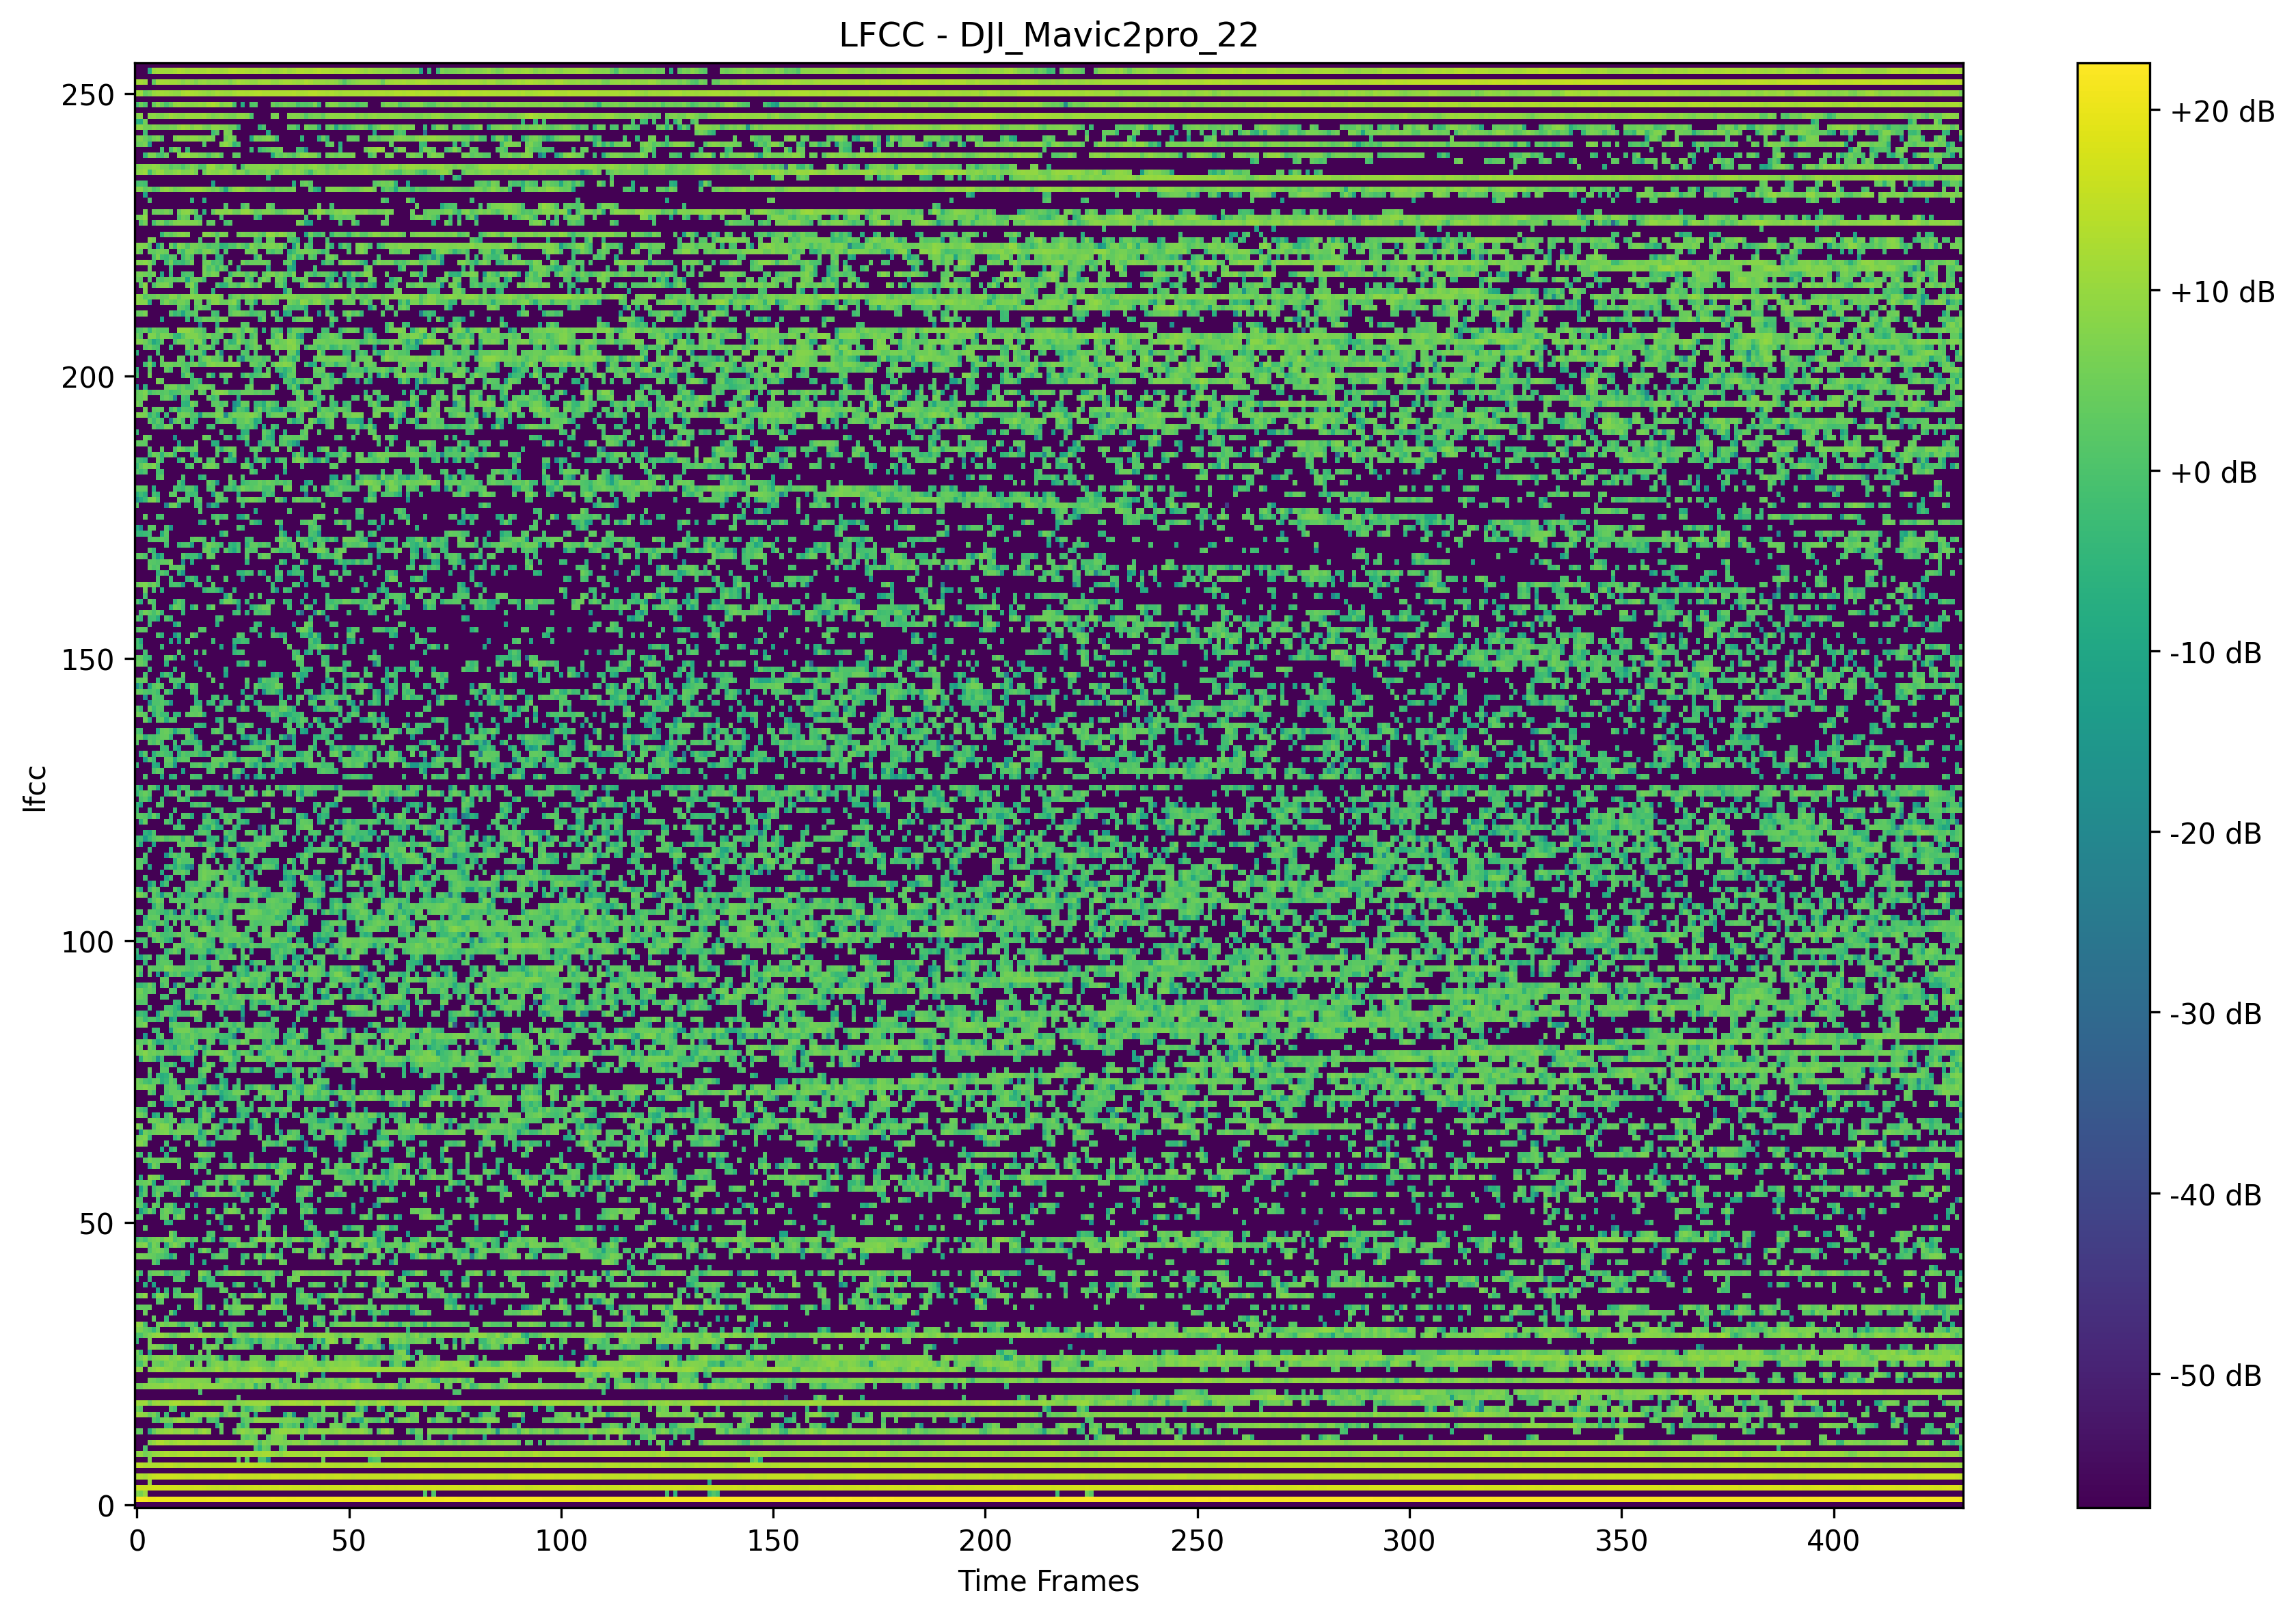 LFCC - DJI_Mavic2pro_22
250
200
150
100
50
0
lfcc
0 50 100 150 200 250 300 350 400
Time Frames
+20 dB
+10 dB
+0 dB
-10 dB
-20 dB
-30 dB
-40 dB
-50 dB